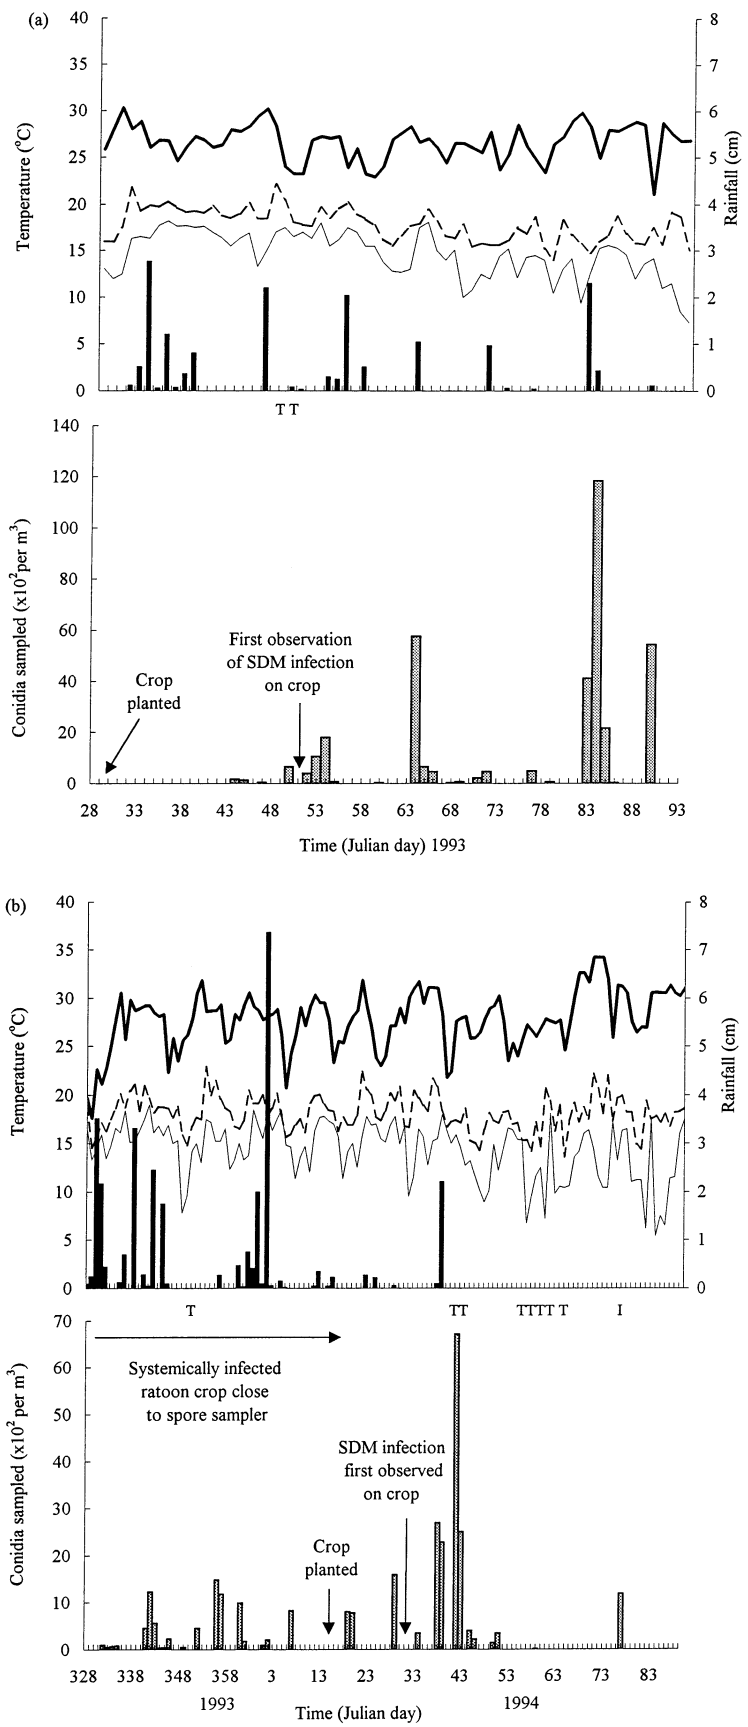 (a)
40
35
30
25
20
15
10
5
0
Temperature (°C)
8
7
6
5
4
3
2
1
0
Rainfall (cm)
T T
140
120
100
80
60
40
20
0
Conidia sampled (x10² per m³)
Crop
planted
First observation
of SDM infection
on crop
28 33 38 43 48 53 58 63 68 73 78 83 88 93
Time (Julian day) 1993
(b)
40
35
30
25
20
15
10
5
0
Temperature (°C)
8
7
6
5
4
3
2
1
0
Rainfall (cm)
T TT TTTTT T I
70
60
50
40
30
20
10
0
Conidia sampled (x10² per m³)
Systemically infected
ratoon crop close
to spore sampler
SDM infection
first observed
on crop
Crop
planted
328 338 348 358 3 13 23 33 43 53 63 73 83
1993 Time (Julian day) 1994